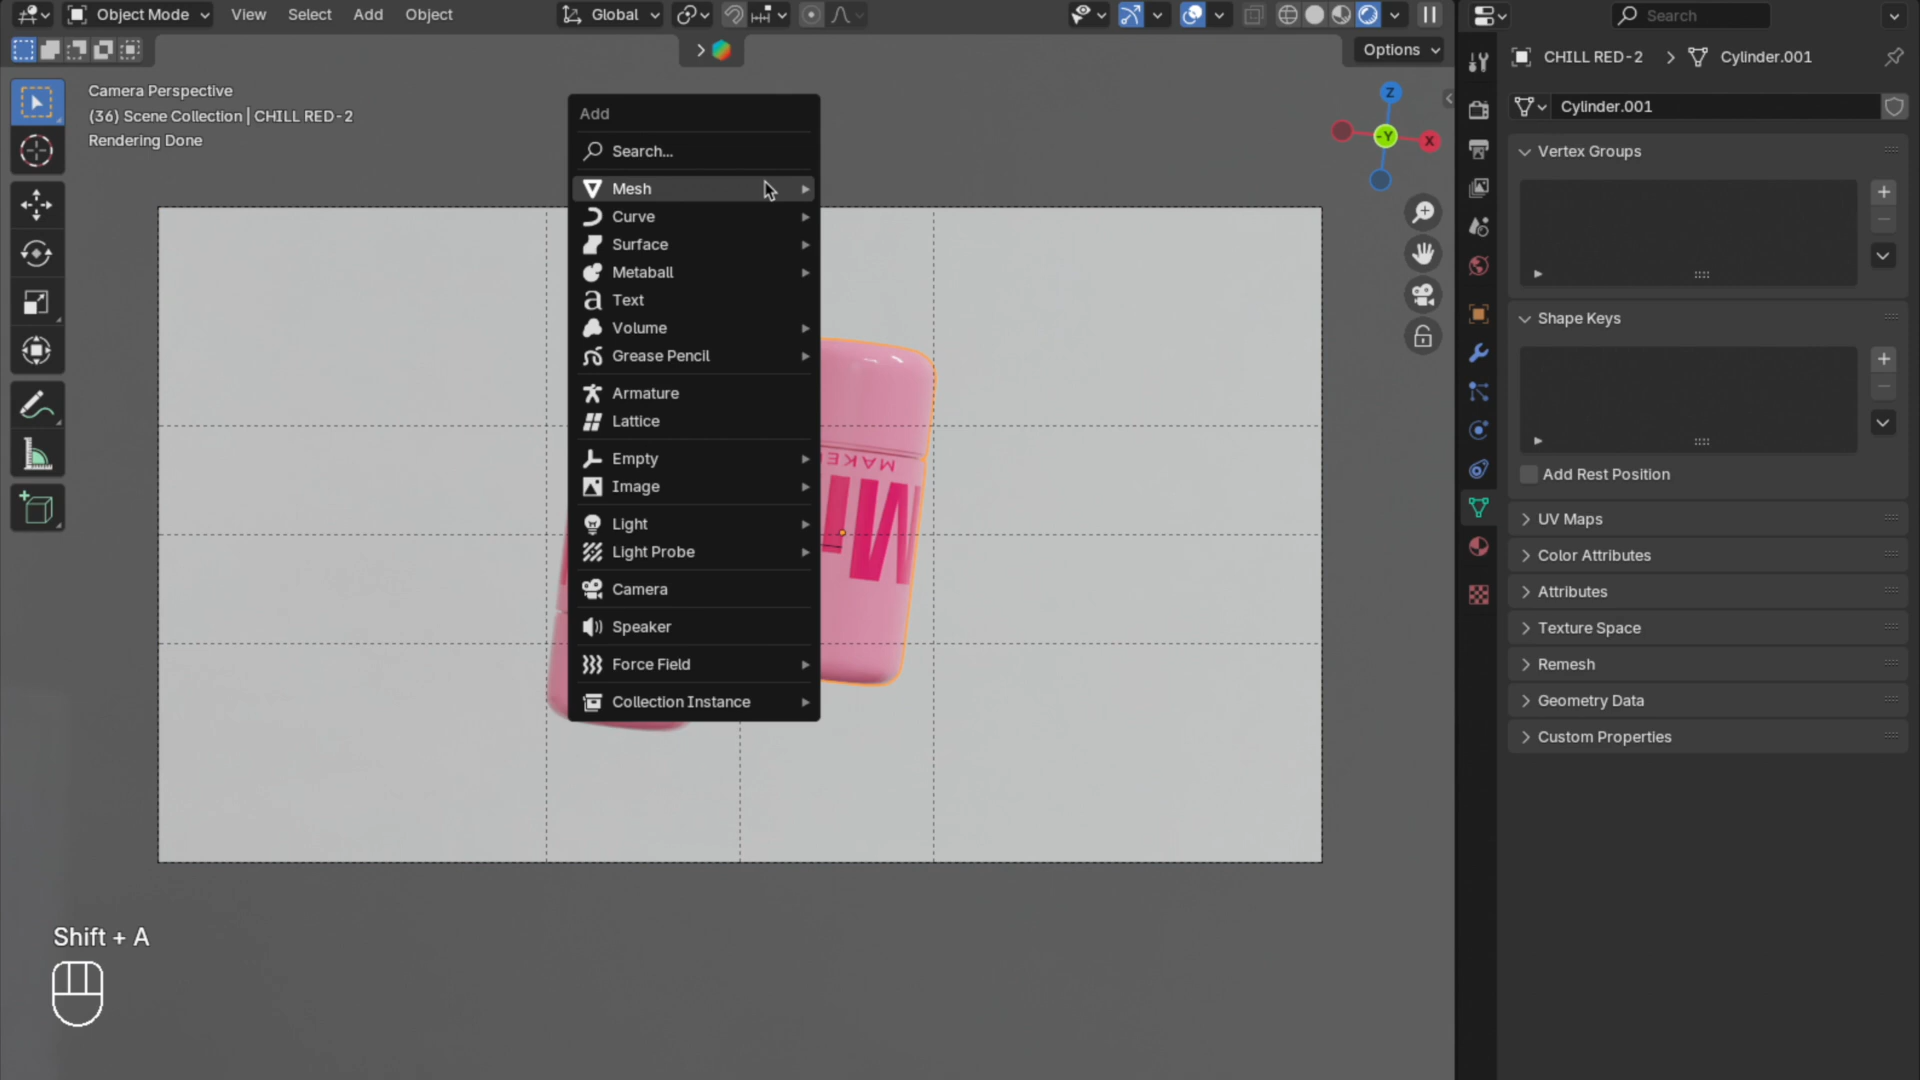 Object Mode
View
Select
Add
Object
Global
Search
Options
Camera Perspective
(36) Scene Collection | CHILL RED-2
Rendering Done
Z
-Y
X
Add
Search...
Mesh
Curve
Surface
Metaball
Text
Volume
Grease Pencil
Armature
Lattice
Empty
Image
Light
Light Probe
Camera
Speaker
Force Field
Collection Instance
CHILL RED-2
Cylinder.001
Cylinder.001
Vertex Groups
Shape Keys
Add Rest Position
UV Maps
Color Attributes
Attributes
Texture Space
Remesh
Geometry Data
Custom Properties
Shift + A